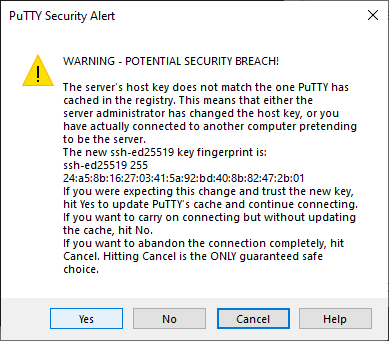 PuTTY Security Alert
WARNING - POTENTIAL SECURITY BREACH!
The server's host key does not match the one PuTTY has
cached in the registry. This means that either the
server administrator has changed the host key, or you
have actually connected to another computer pretending
to be the server.
The new ssh-ed25519 key fingerprint is:
ssh-ed25519 255
24:a5:8b:16:27:03:41:5a:92:bd:40:8b:82:47:2b:01
If you were expecting this change and trust the new key,
hit Yes to update PuTTY's cache and continue connecting.
If you want to carry on connecting but without updating
the cache, hit No.
If you want to abandon the connection completely, hit
Cancel. Hitting Cancel is the ONLY guaranteed safe
choice.
Yes No Cancel Help